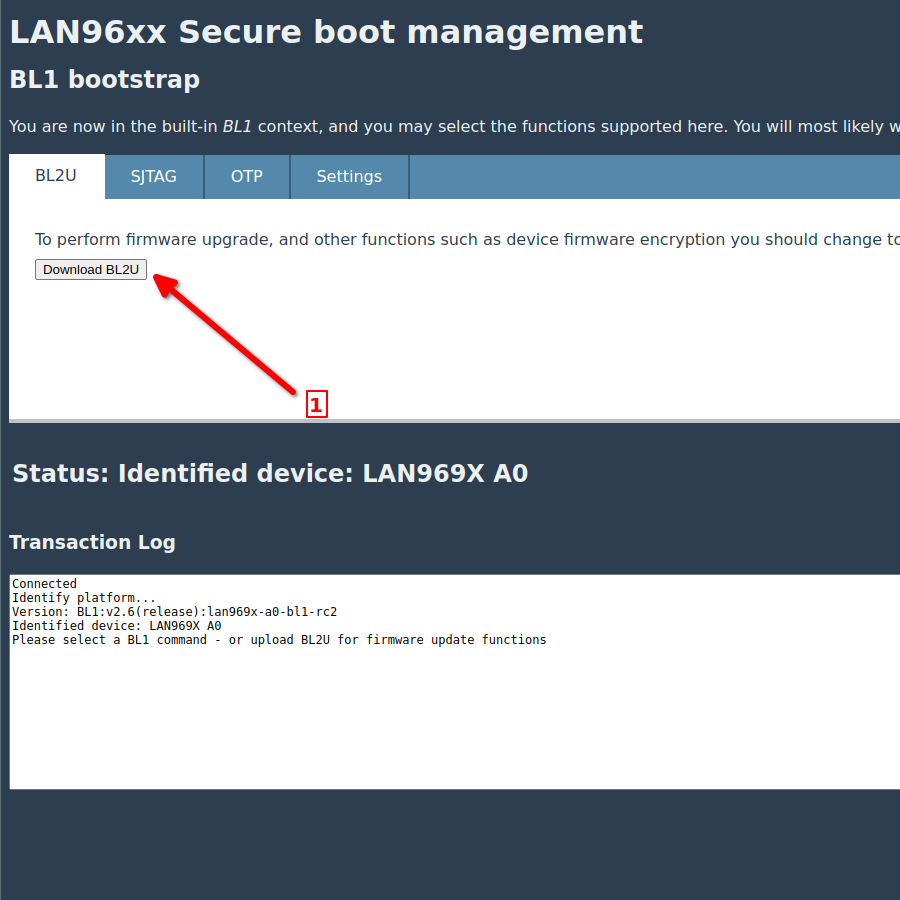 LAN96xx Secure boot management
BL1 bootstrap
You are now in the built-in BL1 context, and you may select the functions supported here. You will most likely
BL2U SJTAG OTP Settings
To perform firmware upgrade, and other functions such as device firmware encryption you should change to
Download BL2U
1
Status: Identified device: LAN969X A0
Transaction Log
Connected
Identify platform...
Version: BL1:v2.6(release):lan969x-a0-bl1-rc2
Identified device: LAN969X A0
Please select a BL1 command - or upload BL2U for firmware update functions